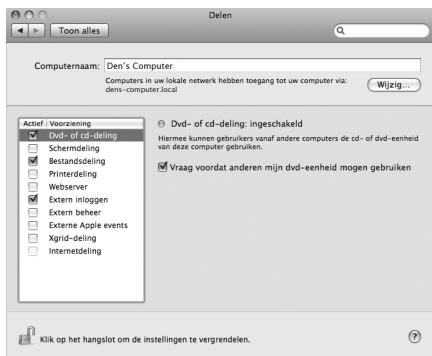 Delen
Toon alles
Computernaam: Den's Computer
Computers in uw lokale netwerk hebben toegang tot uw computer via:
dens-computer.local
Wijzig...
Actief Voorziening
Dvd- of cd-deling
Schermdeling
Bestandsdeling
Printerdeling
Webserver
Extern inloggen
Extern beheer
Externe Apple events
Xgrid-deling
Internetdeling
Dvd- of cd-deling: ingeschakeld
Hiermee kunnen gebruikers vanaf andere computers de cd- of dvd-eenheid
van deze computer gebruiken.
Vraag voordat anderen mijn dvd-eenheid mogen gebruiken
Klik op het hangslot om de instellingen te vergrendelen.
?